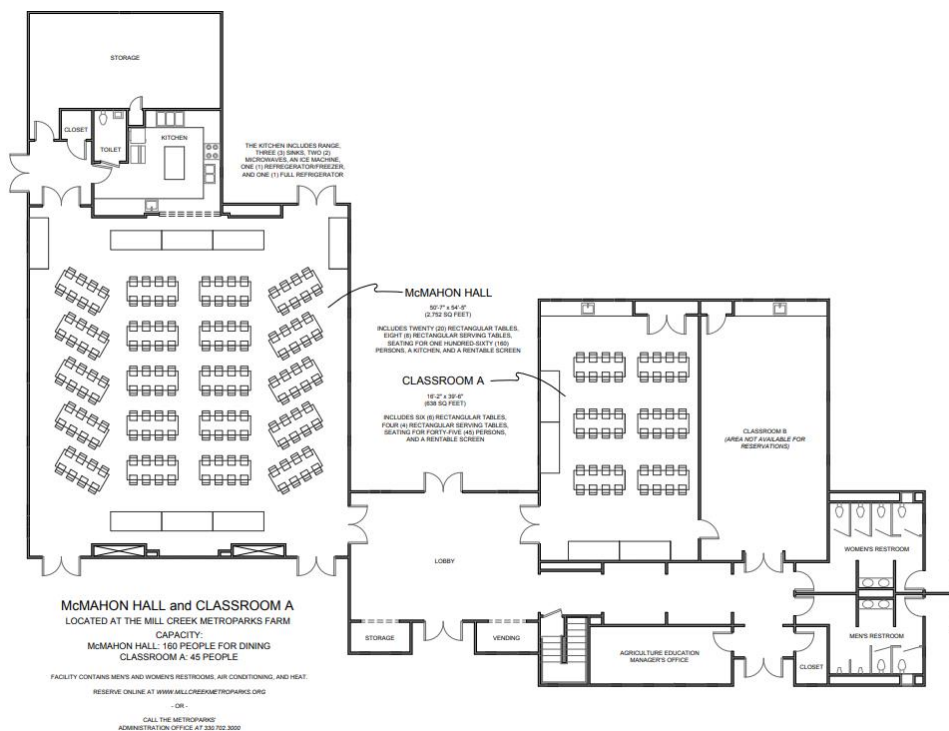 STORAGE
CLOSET
TOILET
KITCHEN
THE KITCHEN INCLUDES RANGE,
THREE (3) SINKS, TWO (2)
MICROWAVES, AN ICE MACHINE,
ONE (1) REFREGERATOR/FREEZER,
AND ONE (1) FULL REFRIGERATOR
McMAHON HALL
50'-7" x 54'-5"
(2,752 SQ FEET)
INCLUDES TWENTY (20) RECTANGULAR TABLES,
EIGHT (8) RECTANGULAR SERVING TABLES,
SEATING FOR ONE HUNDRED-SIXTY (160)
PERSONS, A KITCHEN, AND A RENTABLE SCREEN
CLASSROOM A
16'-2" x 39'-6"
(638 SQ FEET)
INCLUDES SIX (6) RECTANGULAR TABLES,
FOUR (4) RECTANGULAR SERVING TABLES,
SEATING FOR FORTY-FIVE (45) PERSONS,
AND A RENTABLE SCREEN
CLASSROOM B
(AREA NOT AVAILABLE FOR
RESERVATIONS)
LOBBY
WOMEN'S RESTROOM
MEN'S RESTROOM
STORAGE
VENDING
AGRICULTURE EDUCATION
MANAGER'S OFFICE
CLOSET
McMAHON HALL and CLASSROOM A
LOCATED AT THE MILL CREEK METROPARKS FARM
CAPACITY:
McMAHON HALL: 160 PEOPLE FOR DINING
CLASSROOM A: 45 PEOPLE
FACILITY CONTAINS MEN'S AND WOMEN'S RESTROOMS, AIR CONDITIONING, AND HEAT.
RESERVE ONLINE AT WWW.MILLCREEKMETROPARKS.ORG
- OR -
CALL THE METROPARKS'
ADMINISTRATION OFFICE AT 330.702.3000